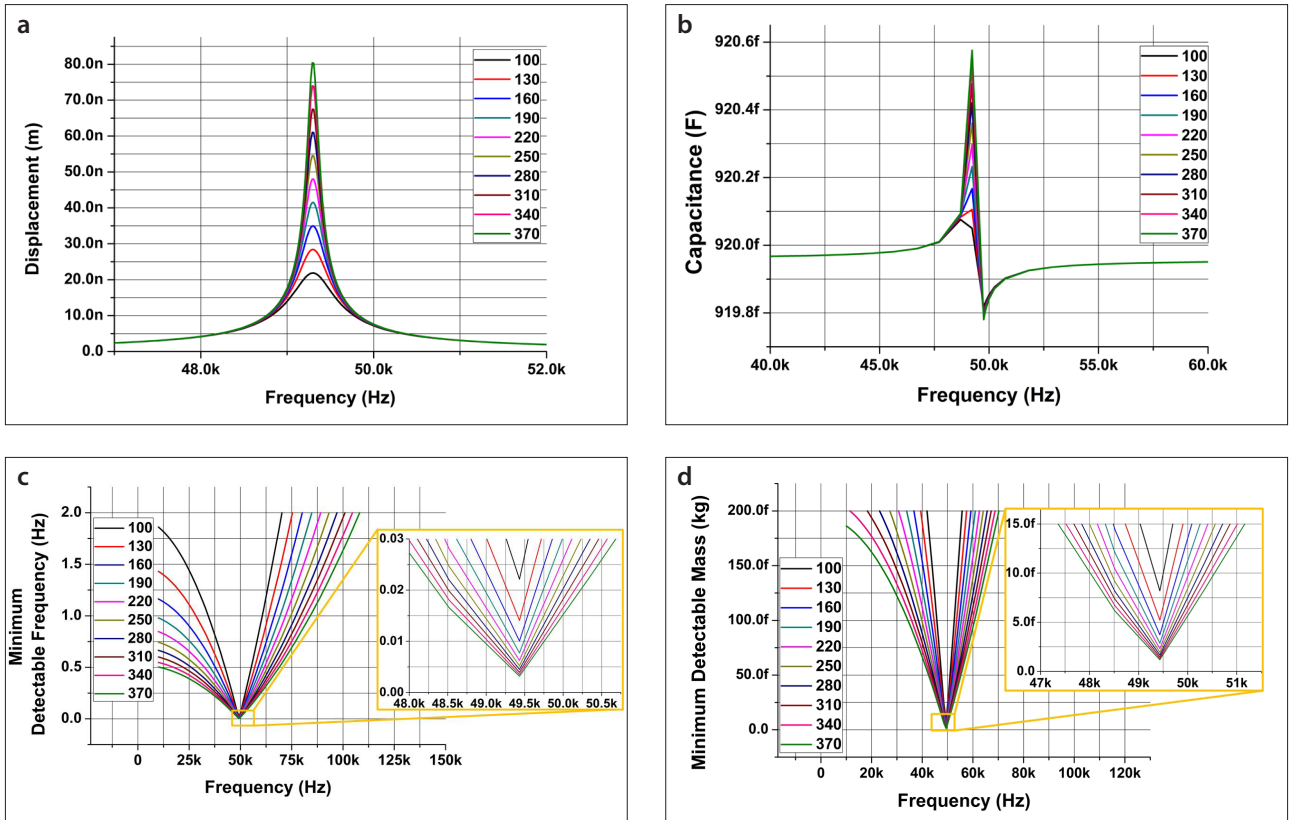 a
Displacement (m)
80.0n
70.0n
60.0n
50.0n
40.0n
30.0n
20.0n
10.0n
0.0
48.0k 50.0k 52.0k
Frequency (Hz)
100
130
160
190
220
250
280
310
340
370
b
Capacitance (F)
920.6f
920.4f
920.2f
920.0f
919.8f
40.0k 45.0k 50.0k 55.0k 60.0k
Frequency (Hz)
100
130
160
190
220
250
280
310
340
370
c
Minimum
Detectable Frequency (Hz)
2.0
1.5
1.0
0.5
0.0
0 25k 50k 75k 100k 125k 150k
Frequency (Hz)
100
130
160
190
220
250
280
310
340
370
0.03
0.02
0.01
0.00
48.0k 48.5k 49.0k 49.5k 50.0k 50.5k
d
Minimum Detectable Mass (kg)
200.0f
150.0f
100.0f
50.0f
0.0
0 20k 40k 60k 80k 100k 120k
Frequency (Hz)
100
130
160
190
220
250
280
310
340
370
15.0f
10.0f
5.0f
0.0
47k 48k 49k 50k 51k